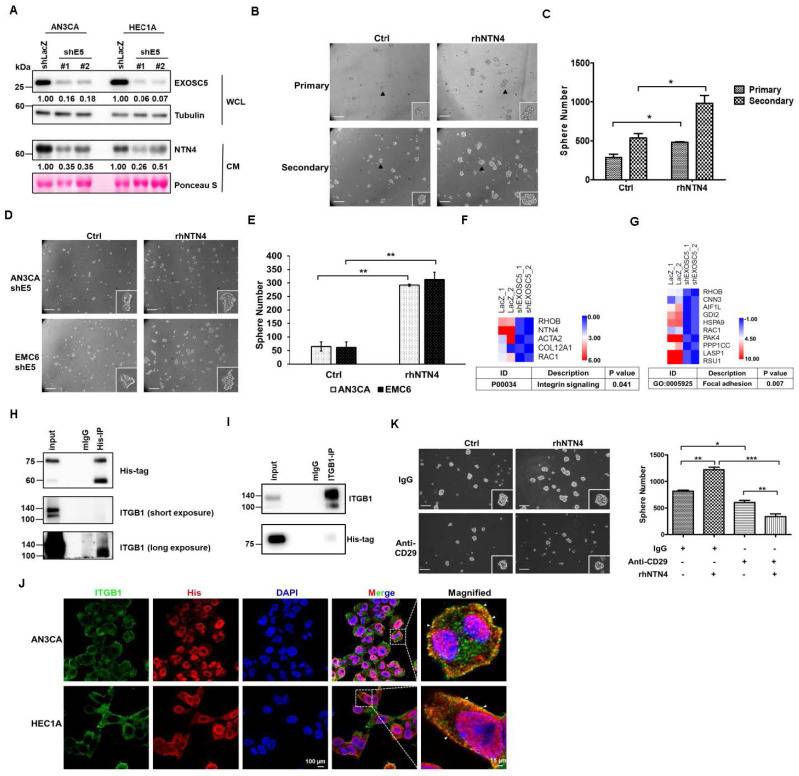 A
AN3CA HEC1A
shLacZ shE5 shLacZ shE5
kDa #1 #2 #1 #2
25 EXOSC5
1.00 0.16 0.18 1.00 0.06 0.07
60 Tubulin
WCL
60 NTN4
1.00 0.35 0.35 1.00 0.26 0.51
Ponceau S
CM
B
Ctrl rhNTN4
Primary
Secondary
C
Sphere Number
1200
1000
800
600
400
200
0
* *
Primary
Secondary
Ctrl rhNTN4
D
Ctrl rhNTN4
AN3CA
shE5
EMC6
shE5
E
Sphere Number
400
350
300
250
200
150
100
50
0
**
**
Ctrl rhNTN4
AN3CA EMC6
F
LacZ_1 LacZ_2 shEXOSC5_1 shEXOSC5_2
RHOB
NTN4
ACTA2
COL12A1
RAC1
0.00
3.00
6.00
ID Description P value
P00034 Integrin signaling 0.041
G
LacZ_1 LacZ_2 shEXOSC5_1 shEXOSC5_2
RHOB
CNN3
AIF1L
GDI2
HSPA9
RAC1
PAK4
PPP1CC
LASP1
RSU1
-1.00
1.00
10.00
ID Description P value
GO:0005925 Focal adhesion 0.007
H
input mIgG His-IP
75
60
His-tag
140
100
ITGB1 (short exposure)
140
100
ITGB1 (long exposure)
I
input mIgG ITGB1-IP
140
100
ITGB1
75
His-tag
K
Ctrl rhNTN4
IgG
Anti-
CD29
Sphere Number
1500
1000
500
0
*
** ***
**
IgG + + - -
Anti-CD29 - - + +
rhNTN4 - + - +
J
ITGB1 His DAPI Merge Magnified
AN3CA
HEC1A
100 µm
15 µm